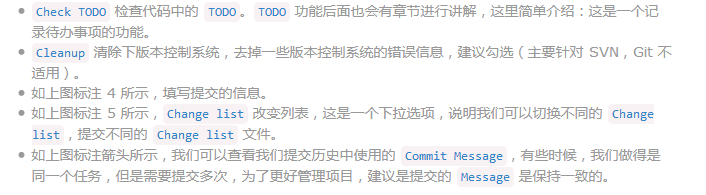 Check TODO 检查代码中的 TODO。TODO 功能后面也会有章节进行讲解，这里简单介绍：这是一个记
录待办事项的功能。
Cleanup 清除下版本控制系统，去掉一些版本控制系统的错误信息，建议勾选（主要针对 SVN，Git 不
适用）。
如上图标注 4 所示，填写提交的信息。
如上图标注 5 所示，Change list 改变列表，这是一个下拉选项，说明我们可以切换不同的 Change
list，提交不同的 Change list 文件。
如上图标注箭头所示，我们可以查看我们提交历史中使用的 Commit Message，有些时候，我们做得是
同一个任务，但是需要提交多次，为了更好管理项目，建议是提交的 Message 是保持一致的。